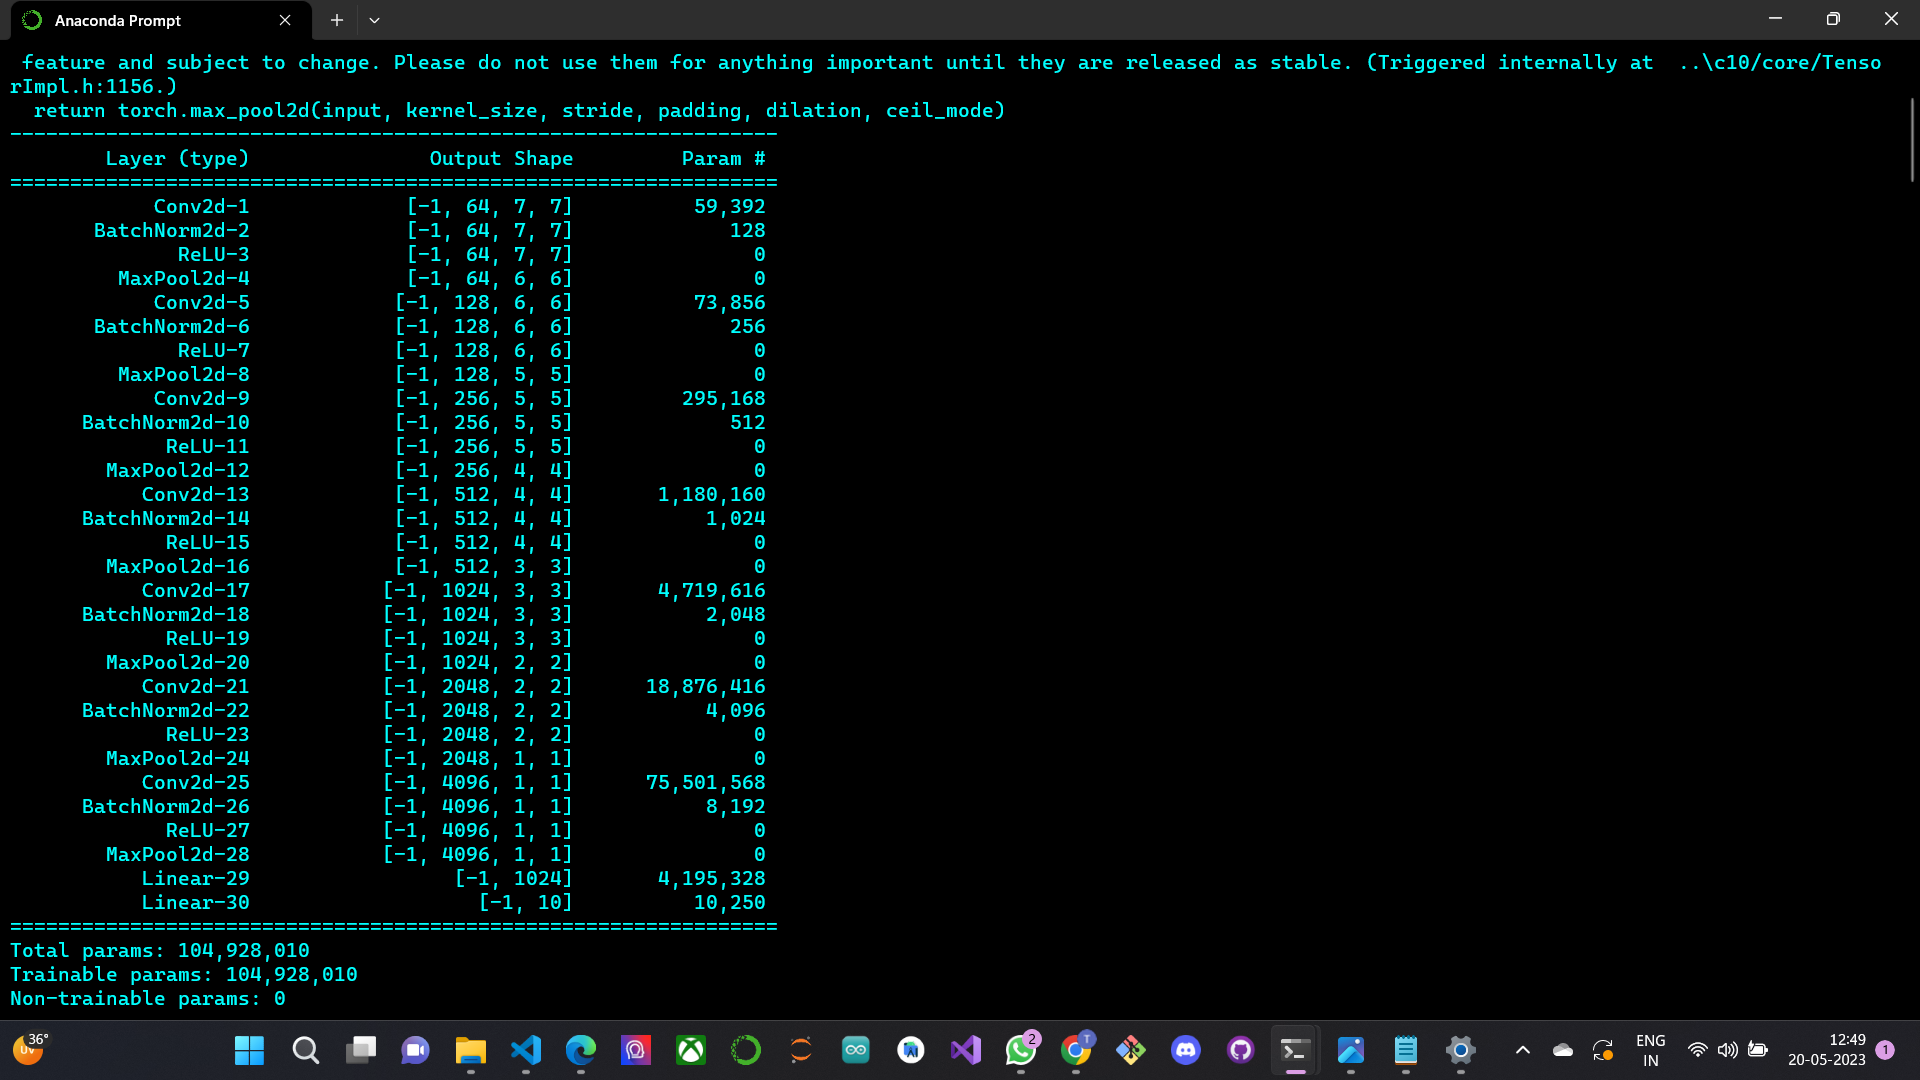 Anaconda Prompt
feature and subject to change. Please do not use them for anything important until they are released as stable. (Triggered internally at  ..\c10/core/Tenso
rImpl.h:1156.)
return torch.max_pool2d(input, kernel_size, stride, padding, dilation, ceil_mode)
----------------------------------------------------------------
Layer (type) Output Shape Param #
================================================================
Conv2d-1 [-1, 64, 7, 7] 59,392
BatchNorm2d-2 [-1, 64, 7, 7] 128
ReLU-3 [-1, 64, 7, 7] 0
MaxPool2d-4 [-1, 64, 6, 6] 0
Conv2d-5 [-1, 128, 6, 6] 73,856
BatchNorm2d-6 [-1, 128, 6, 6] 256
ReLU-7 [-1, 128, 6, 6] 0
MaxPool2d-8 [-1, 128, 5, 5] 0
Conv2d-9 [-1, 256, 5, 5] 295,168
BatchNorm2d-10 [-1, 256, 5, 5] 512
ReLU-11 [-1, 256, 5, 5] 0
MaxPool2d-12 [-1, 256, 4, 4] 0
Conv2d-13 [-1, 512, 4, 4] 1,180,160
BatchNorm2d-14 [-1, 512, 4, 4] 1,024
ReLU-15 [-1, 512, 4, 4] 0
MaxPool2d-16 [-1, 512, 3, 3] 0
Conv2d-17 [-1, 1024, 3, 3] 4,719,616
BatchNorm2d-18 [-1, 1024, 3, 3] 2,048
ReLU-19 [-1, 1024, 3, 3] 0
MaxPool2d-20 [-1, 1024, 2, 2] 0
Conv2d-21 [-1, 2048, 2, 2] 18,876,416
BatchNorm2d-22 [-1, 2048, 2, 2] 4,096
ReLU-23 [-1, 2048, 2, 2] 0
MaxPool2d-24 [-1, 2048, 1, 1] 0
Conv2d-25 [-1, 4096, 1, 1] 75,501,568
BatchNorm2d-26 [-1, 4096, 1, 1] 8,192
ReLU-27 [-1, 4096, 1, 1] 0
MaxPool2d-28 [-1, 4096, 1, 1] 0
Linear-29 [-1, 1024] 4,195,328
Linear-30 [-1, 10] 10,250
================================================================
Total params: 104,928,010
Trainable params: 104,928,010
Non-trainable params: 0
36°
UV
2
T
ENG
IN
12:49
20-05-2023
1